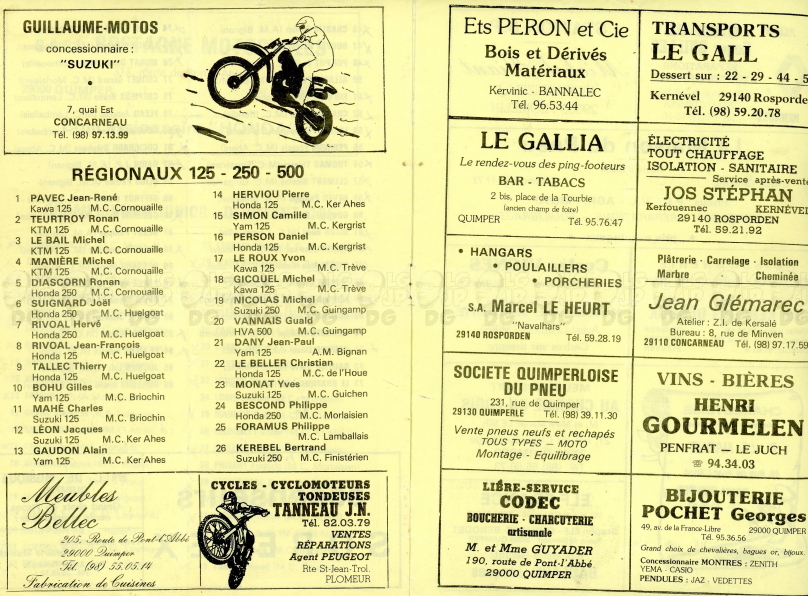 GUILLAUME-MOTOS
concessionnaire :
"SUZUKI"
•
7, quai Est
CONCARNEAU
Tél. (98) 97.13.99
RÉGIONAUX 125 - 250 - 500
1 PAVEC Jean-René
Kawa 125 M.C. Cornouaille
2 TEURTROY Ronan
KTM 125 M.C. Cornouaille
3 LE BAIL Michel
KTM 125 M.C. Cornouaille
4 MANIÈRE Michel
KTM 125 M.C. Cornouaille
5 DIASCORN Ronan
Honda 250 M.C. Cornouaille
6 SUIGNARD Joël
Honda 250 M.C. Huelgoat
7 RIVOAL Hervé
Honda 250 M.C. Huelgoat
8 RIVOAL Jean-François
Honda 125 M.C. Huelgoat
9 TALLEC Thierry
Honda 125 M.C. Huelgoat
10 BOHU Gilles
Yam 125 M.C. Briochin
11 MAHÉ Charles
Suzuki 125 M.C. Briochin
12 LÉON Jacques
Suzuki 125 M.C. Ker Ahes
13 GAUDON Alain
Yam 125 M.C. Ker Ahes
14 HERVIOU Pierre
Honda 125 M.C. Ker Ahes
15 SIMON Camille
Yam 125 M.C. Kergrist
16 PERSON Daniel
Honda 125 M.C. Kergrist
17 LE ROUX Yvon
Kawa 125 M.C. Trève
18 GICQUEL Michel
Kawa 125 M.C. Trève
19 NICOLAS Michel
Suzuki 250 M.C. Guingamp
20 VANNAIS Guald
HVA 500 M.C. Guingamp
21 DANY Jean-Paul
Yam 125 A.M. Bignan
22 LE BELLER Christian
Honda 125 M.C. de l'Houe
23 MONAT Yves
Suzuki 125 M.C. Guichen
24 BESCOND Philippe
Honda 250 M.C. Morlaisien
25 FORAMUS Philippe
M.C. Lamballais
26 KEREBEL Bertrand
Suzuki 250 M.C. Finistérien
Meubles
Bellec
205, Route de Pont-l'Abbé
29000 Quimper
Tél. (98) 55.05.14
Fabrication de Cuisines
CYCLES - CYCLOMOTEURS
TONDEUSES
TANNEAU J.N.
Tél. 82.03.79
VENTES
RÉPARATIONS
Agent PEUGEOT
Rte St-Jean-Trol.
PLOMEUR
Ets PERON et Cie
Bois et Dérivés
Matériaux
Kervinic - BANNALEC
Tél. 96.53.44
LE GALLIA
Le rendez-vous des ping-footeurs
BAR - TABACS
2 bis, place de la Tourbie
(ancien champ de foire)
QUIMPER Tél. 95.76.47
• HANGARS
• POULAILLERS
• PORCHERIES
S.A. Marcel LE HEURT
"Navalhars"
29140 ROSPORDEN Tél. 59.28.19
SOCIETE QUIMPERLOISE
DU PNEU
231, rue de Quimper
29130 QUIMPERLE Tél. (98) 39.11.30
Vente pneus neufs et rechapés
TOUS TYPES — MOTO
Montage - Equilibrage
LIBRE-SERVICE
CODEC
BOUCHERIE - CHARCUTERIE
artisanale
M. et Mme GUYADER
190, route de Pont-l'Abbé
29000 QUIMPER
TRANSPORTS
LE GALL
Dessert sur : 22 - 29 - 44 - 5
Kernével 29140 Rosporde
Tél. (98) 59.20.78
ÉLECTRICITÉ
TOUT CHAUFFAGE
ISOLATION - SANITAIRE
Service après-vente
JOS STÉPHAN
Kerfouennec KERNÉVEL
29140 ROSPORDEN
Tél. 59.21.92
Plâtrerie - Carrelage - Isolation
Marbre - Cheminée
Jean Glémarec
Atelier : Z.I. de Kersalé
Bureau : 8, rue de Minven
29110 CONCARNEAU Tél. (98) 97.17.59
VINS - BIÈRES
HENRI
GOURMELEN
PENFRAT — LE JUCH
☎ 94.34.03
BIJOUTERIE
POCHET Georges
49, av. de la France-Libre 29000 QUIMPER
Tél. 95.36.56
Grand choix de chevalières, bagues or, bijoux.
Concessionnaire MONTRES : ZENITH
YEMA - CASIO
PENDULES : JAZ - VEDETTES